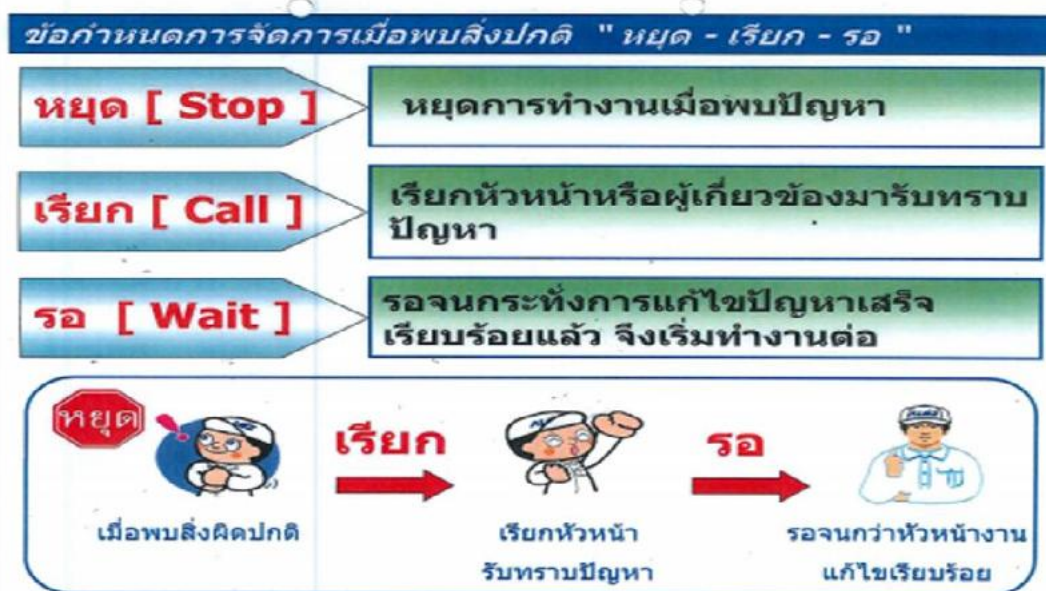 ข้อกำหนดการจัดการเมื่อพบสิ่งปกติ " หยุด - เรียก - รอ "
หยุด [ Stop ]
หยุดการทำงานเมื่อพบปัญหา
เรียก [ Call ]
เรียกหัวหน้าหรือผู้เกี่ยวข้องมารับทราบ
ปัญหา
รอ [ Wait ]
รอจนกระทั่งการแก้ไขปัญหาเสร็จ
เรียบร้อยแล้ว จึงเริ่มทำงานต่อ
หยุด
เรียก
รอ
เมื่อพบสิ่งผิดปกติ
เรียกหัวหน้า
รับทราบปัญหา
รอจนกว่าหัวหน้างาน
แก้ไขเรียบร้อย